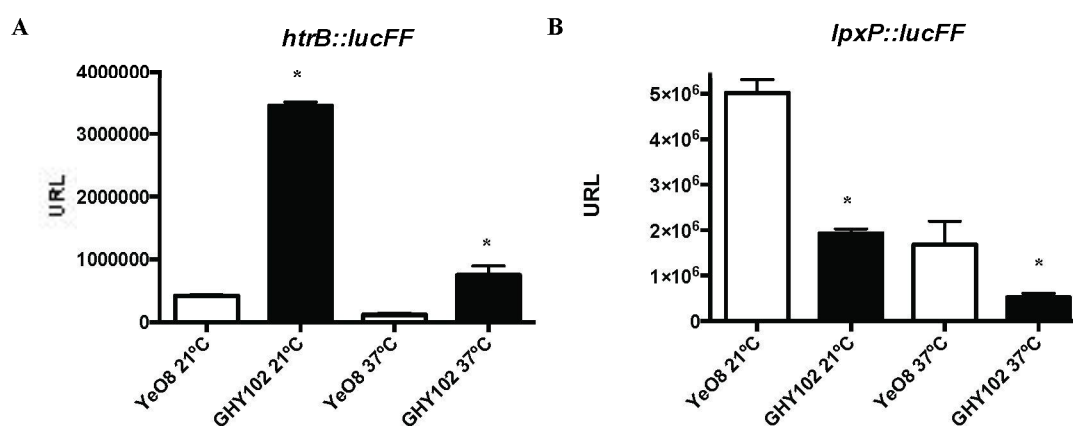 A
htrB::lucFF
4000000
*
3000000
URL
2000000
*
1000000
0
YeO8 21ºC
GHY102 21ºC
YeO8 37ºC
GHY102 37ºC
B
lpxP::lucFF
5×10⁶
4×10⁶
3×10⁶
URL
*
2×10⁶
*
1×10⁶
0
YeO8 21ºC
GHY102 21ºC
YeO8 37ºC
GHY102 37ºC